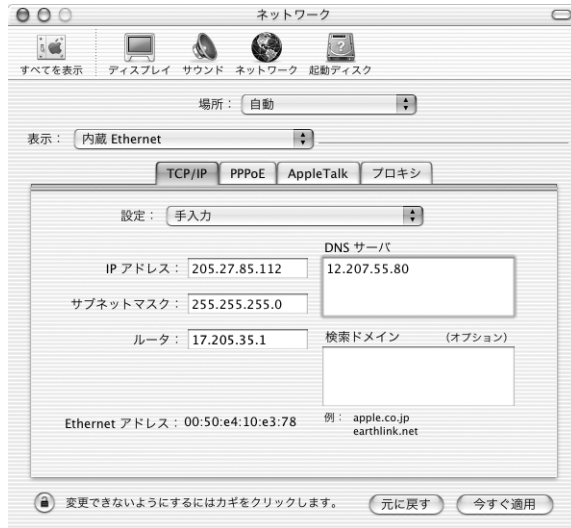 ネットワーク
すべてを表示 ディスプレイ サウンド ネットワーク 起動ディスク
場所： 自動
表示： 内蔵 Ethernet
TCP/IP PPPoE AppleTalk プロキシ
設定： 手入力
DNS サーバ
IP アドレス： 205.27.85.112
12.207.55.80
サブネットマスク： 255.255.255.0
ルータ： 17.205.35.1
検索ドメイン （オプション）
Ethernet アドレス： 00:50:e4:10:e3:78
例： apple.co.jp
earthlink.net
変更できないようにするにはカギをクリックします。 元に戻す 今すぐ適用